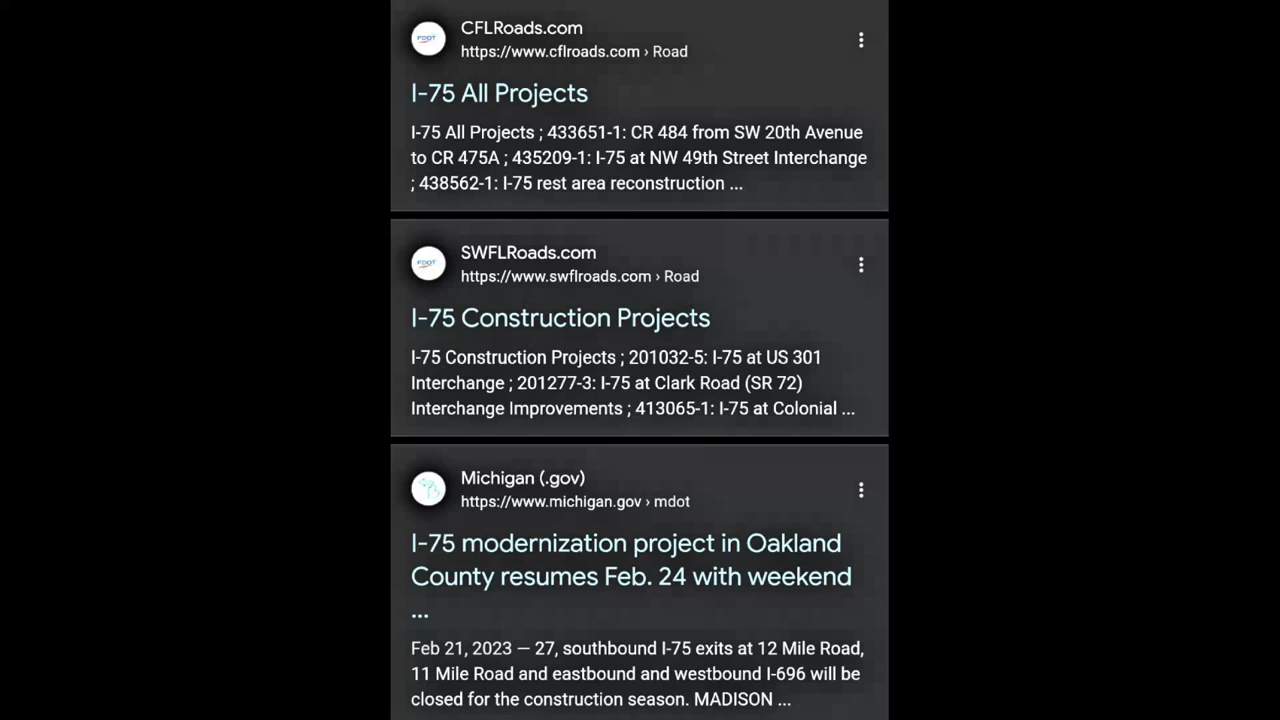 CFLRoads.com
FDOT
https://www.cflroads.com › Road
I-75 All Projects
I-75 All Projects ; 433651-1: CR 484 from SW 20th Avenue
to CR 475A ; 435209-1: I-75 at NW 49th Street Interchange
; 438562-1: I-75 rest area reconstruction ...
SWFLRoads.com
FDOT
https://www.swflroads.com › Road
I-75 Construction Projects
I-75 Construction Projects ; 201032-5: I-75 at US 301
Interchange ; 201277-3: I-75 at Clark Road (SR 72)
Interchange Improvements ; 413065-1: I-75 at Colonial ...
Michigan (.gov)
https://www.michigan.gov › mdot
I-75 modernization project in Oakland
County resumes Feb. 24 with weekend
...
Feb 21, 2023 — 27, southbound I-75 exits at 12 Mile Road,
11 Mile Road and eastbound and westbound I-696 will be
closed for the construction season. MADISON ...